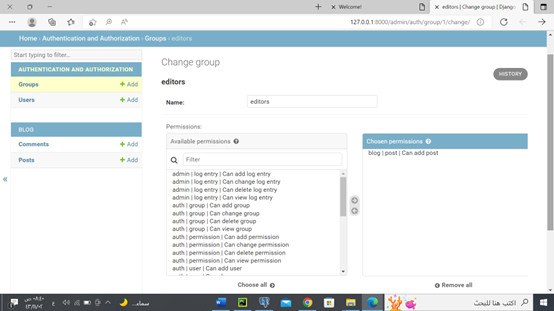 Welcome!
editors | Change group | Djang
127.0.0.1:8000/admin/auth/group/1/change/
Home › Authentication and Authorization › Groups › editors
Start typing to filter...
AUTHENTICATION AND AUTHORIZATION
Groups + Add
Users + Add
BLOG
Comments + Add
Posts + Add
«
Change group
editors
HISTORY
Name: editors
Permissions:
Available permissions ?
Filter
admin | log entry | Can add log entry
admin | log entry | Can change log entry
admin | log entry | Can delete log entry
admin | log entry | Can view log entry
auth | group | Can add group
auth | group | Can change group
auth | group | Can delete group
auth | group | Can view group
auth | permission | Can add permission
auth | permission | Can change permission
auth | permission | Can delete permission
auth | permission | Can view permission
auth | user | Can add user
Choose all
Chosen permissions ?
blog | post | Can add post
Remove all
اكتب هنا للبحث
سماء...
ع